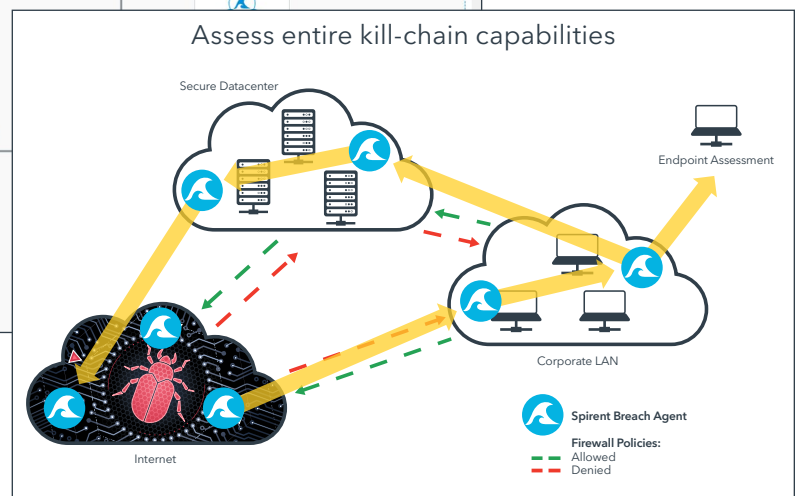 Assess entire kill-chain capabilities
Secure Datacenter
Endpoint Assessment
Corporate LAN
Internet
Spirent Breach Agent
Firewall Policies:
Allowed
Denied